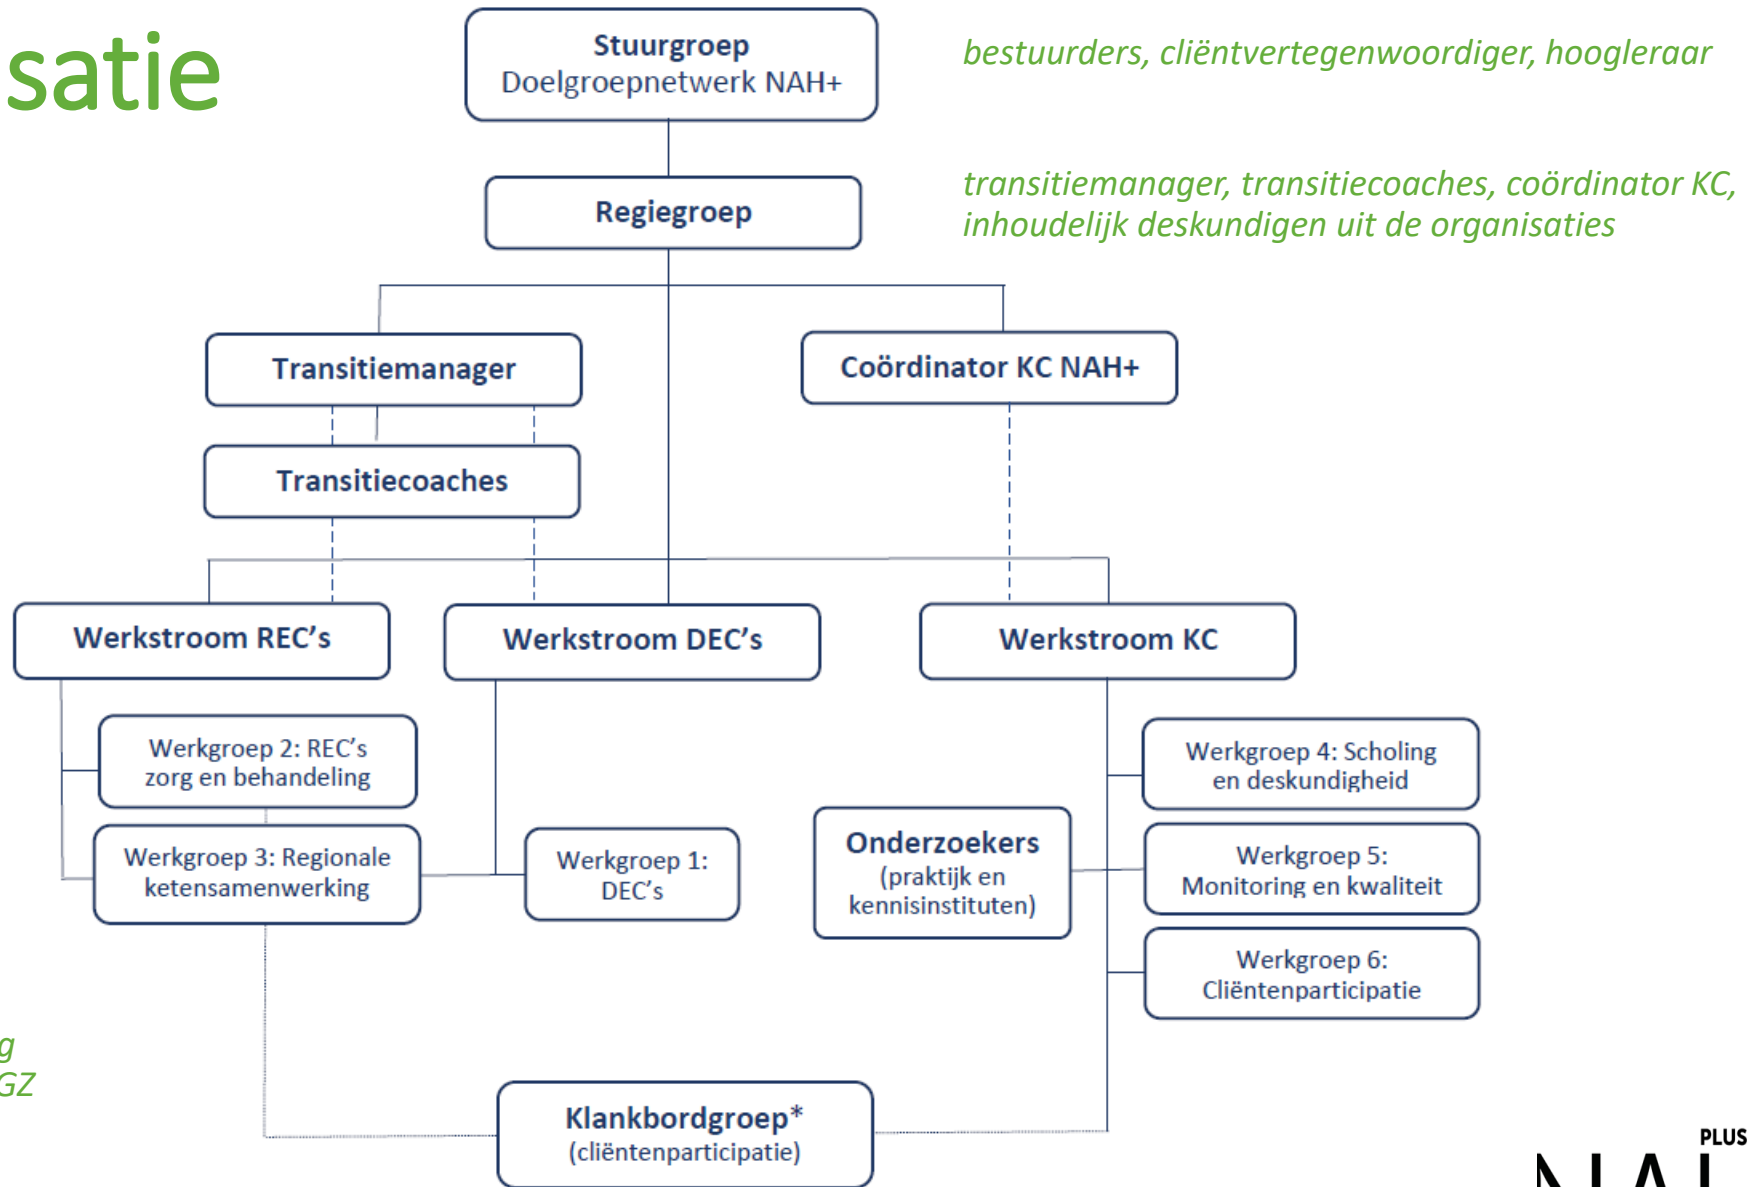 satie
Stuurgroep
Doelgroepnetwerk NAH+
bestuurders, cliëntvertegenwoordiger, hoogleraar
Regiegroep
transitiemanager, transitiecoaches, coördinator KC,
inhoudelijk deskundigen uit de organisaties
Transitiemanager
Coördinator KC NAH+
Transitiecoaches
Werkstroom REC's
Werkstroom DEC's
Werkstroom KC
Werkgroep 2: REC's
zorg en behandeling
Werkgroep 3: Regionale
ketensamenwerking
Werkgroep 1:
DEC's
Onderzoekers
(praktijk en
kennisinstituten)
Werkgroep 4: Scholing
en deskundigheid
Werkgroep 5:
Monitoring en kwaliteit
Werkgroep 6:
Cliëntenparticipatie
g
GZ
Klankbordgroep*
(cliëntenparticipatie)
PLUS